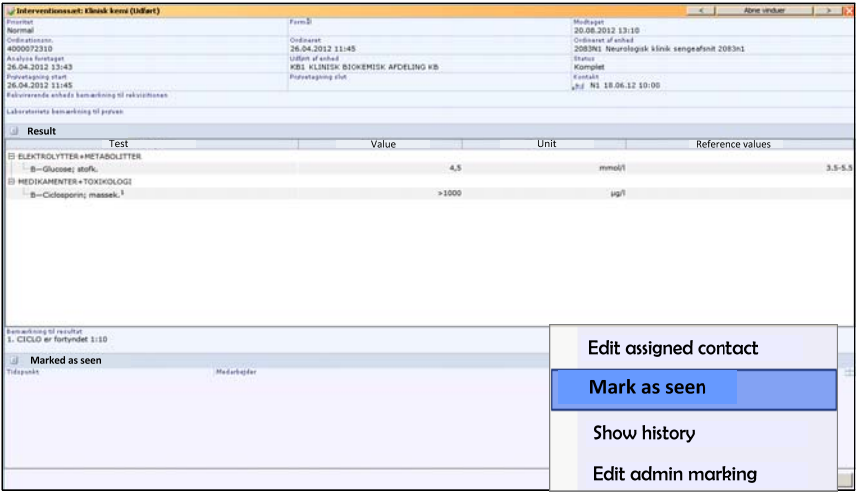 Interventionssæt: Klinisk kemi (Udført)
< Åbne vinduer >
Prioritet Formål Modtaget
Normal 20.08.2012 13:10
Ordinationsnr. Ordineret Ordineret af enhed
4000072310 26.04.2012 11:45 2083N1 Neurologisk klinik sengeafsnit 2083n1
Analyse foretaget Udført af enhed Status
26.04.2012 13:43 KB1 KLINISK BIOKEMISK AFDELING KB Komplet
Prøvetagning start Prøvetagning slut Kontakt
26.04.2012 11:45 N1 18.06.12 10:00
Rekvirerende enheds bemærkning til rekvisitionen
Laboratoriets bemærkning til prøven
Result
Test Value Unit Reference values
ELEKTROLYTTER+METABOLITTER
B—Glucose; stofk. 4,5 mmol/l 3.5-5.5
MEDIKAMENTER+TOXIKOLOGI
B—Ciclosporin; massek.¹ >1000 µg/l
Bemærkning til resultat
1. CICLO er fortyndet 1:10
Marked as seen
Tidspunkt Medarbejder
Edit assigned contact
Mark as seen
Show history
Edit admin marking